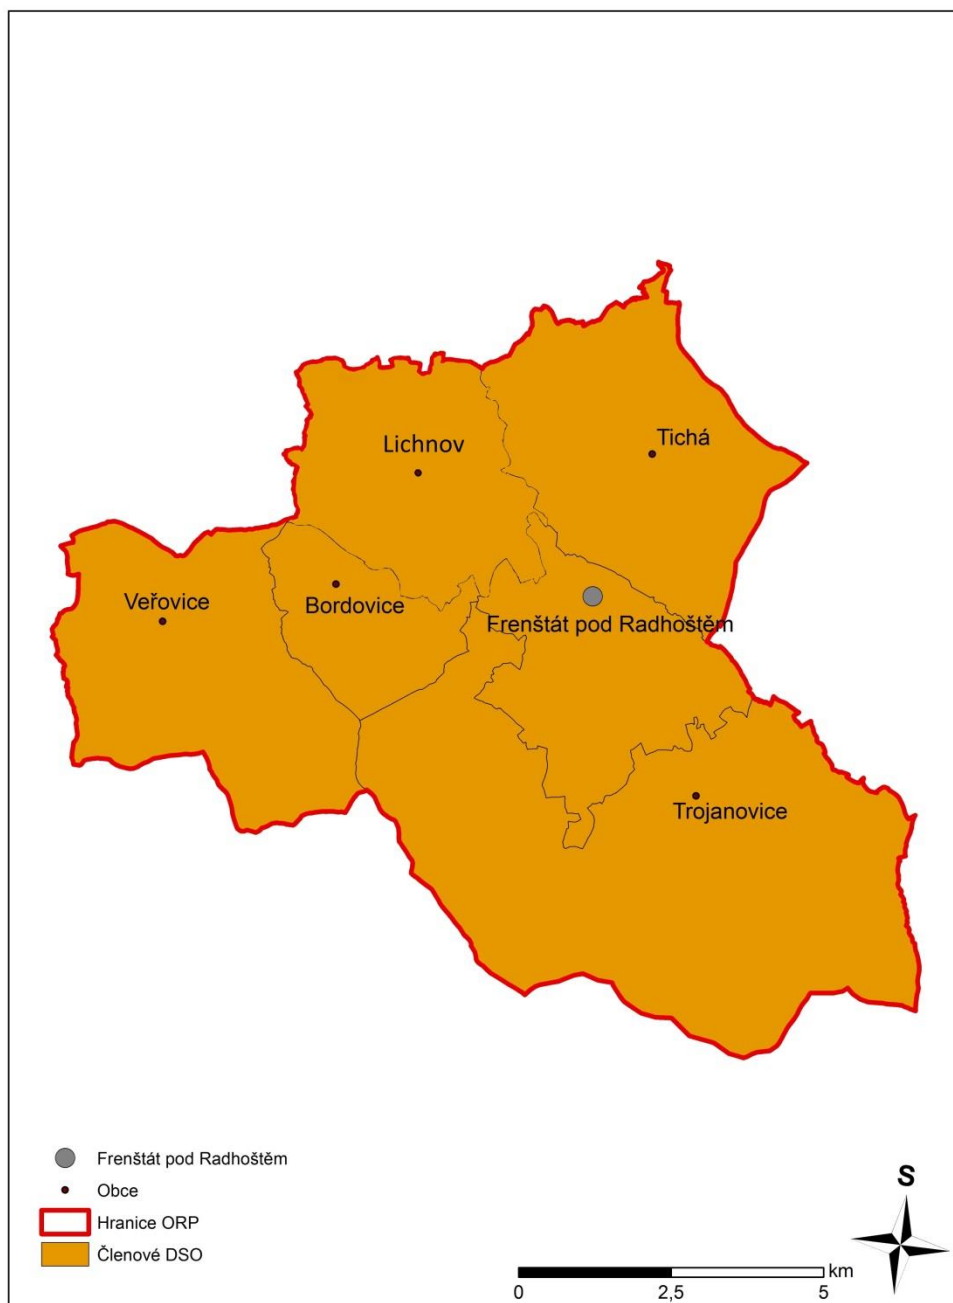 Tichá
Lichnov
Veřovice
Bordovice
Frenštát pod Radhoštěm
Trojanovice
Frenštát pod Radhoštěm
Obce
Hranice ORP
Členové DSO
S
km
0 2,5 5